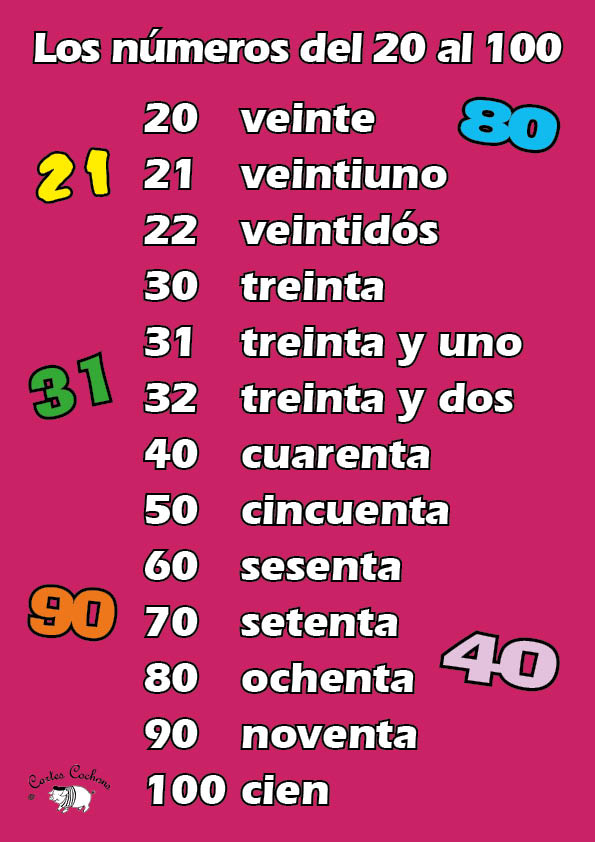 Los números del 20 al 100
20 veinte
80
21
21 veintiuno
22 veintidós
30 treinta
31 treinta y uno
31
32 treinta y dos
40 cuarenta
50 cincuenta
60 sesenta
90
70 setenta
40
80 ochenta
90 noventa
100 cien
© Cortes Cochrane